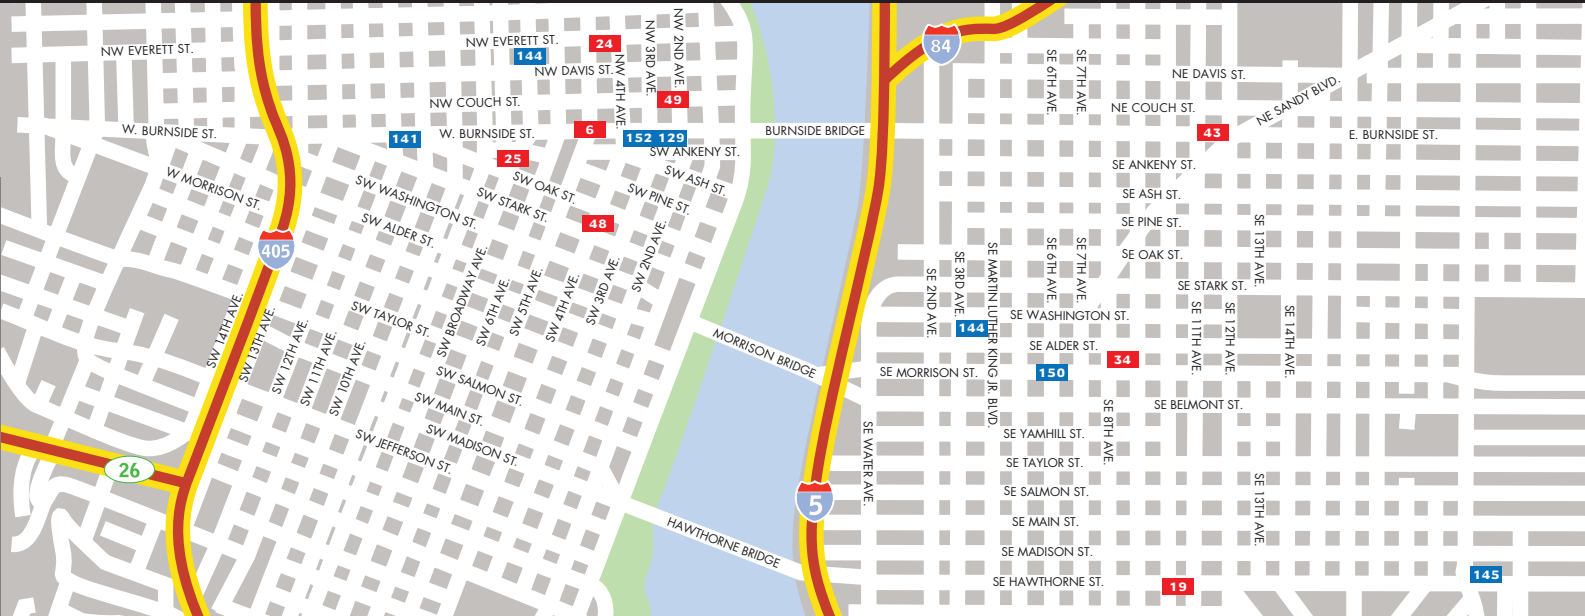 NW EVERETT ST.
NW EVERETT ST.
144
24
NW DAVIS ST.
NW 4TH AVE.
NW 3RD AVE.
NW 2ND AVE.
49
NW COUCH ST.
W. BURNSIDE ST.
141
W. BURNSIDE ST.
6
152 129
SW ANKENY ST.
25
BURNSIDE BRIDGE
84
SE 6TH AVE.
SE 7TH AVE.
NE DAVIS ST.
NE COUCH ST.
NE SANDY BLVD.
43
E. BURNSIDE ST.
SE ANKENY ST.
SE ASH ST.
SE PINE ST.
SE OAK ST.
SE STARK ST.
W MORRISON ST.
SW WASHINGTON ST.
SW ALDER ST.
SW STARK ST.
SW OAK ST.
SW PINE ST.
SW ASH ST.
48
405
SW 14TH AVE.
SW 13TH AVE.
SW 12TH AVE.
SW 11TH AVE.
SW 10TH AVE.
SW TAYLOR ST.
SW BROADWAY AVE.
SW 6TH AVE.
SW 5TH AVE.
SW 4TH AVE.
SW 3RD AVE.
SW 2ND AVE.
SW SALMON ST.
SW MAIN ST.
SW MADISON ST.
SW JEFFERSON ST.
26
MORRISON BRIDGE
HAWTHORNE BRIDGE
5
SE WATER AVE.
SE 2ND AVE.
SE 3RD AVE.
SE MARTIN LUTHER KING JR. BLVD.
SE 6TH AVE.
SE 7TH AVE.
144
SE WASHINGTON ST.
SE ALDER ST.
SE MORRISON ST.
150
34
SE 8TH AVE.
SE 11TH AVE.
SE 12TH AVE.
SE 13TH AVE.
SE 14TH AVE.
SE BELMONT ST.
SE YAMHILL ST.
SE TAYLOR ST.
SE SALMON ST.
SE MAIN ST.
SE MADISON ST.
SE HAWTHORNE ST.
SE 13TH AVE.
19
145